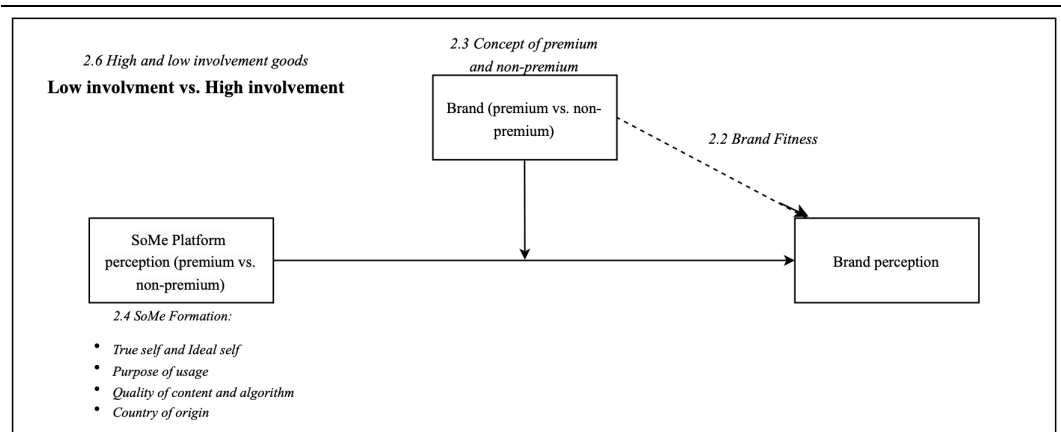 2.6 High and low involvement goods
Low involvment vs. High involvement
2.3 Concept of premium
and non-premium
Brand (premium vs. non-
premium)
2.2 Brand Fitness
SoMe Platform
perception (premium vs.
non-premium)
Brand perception
2.4 SoMe Formation:
• True self and Ideal self
• Purpose of usage
• Quality of content and algorithm
• Country of origin